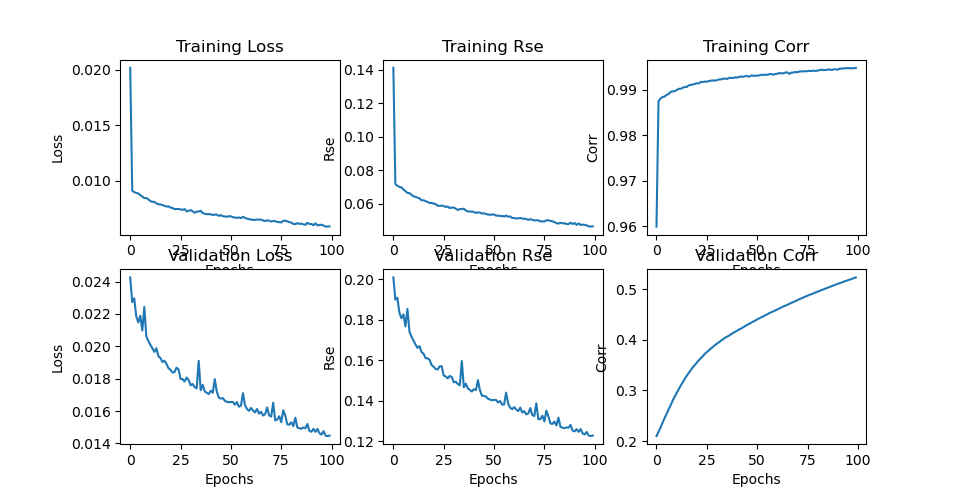 Training Loss
Training Rse
Training Corr
0.020
0.015
0.010
Loss
0 25 50 75 100
Epochs
0.14
0.12
0.10
0.08
0.06
Rse
0 25 50 75 100
Epochs
0.99
0.98
0.97
0.96
Corr
0 25 50 75 100
Epochs
Validation Loss
Validation Rse
Validation Corr
0.024
0.022
0.020
0.018
0.016
0.014
Loss
0 25 50 75 100
Epochs
0.20
0.18
0.16
0.14
0.12
Rse
0 25 50 75 100
Epochs
0.5
0.4
0.3
0.2
Corr
0 25 50 75 100
Epochs